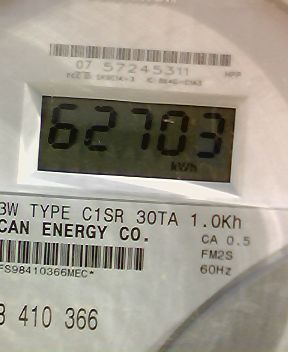 07 57245311
MPP
62703
kWh
3W TYPE C1SR 30TA 1.0Kh
CAN ENERGY CO.
CA 0.5
FM2S
60Hz
FS98410366MEC*
410 366